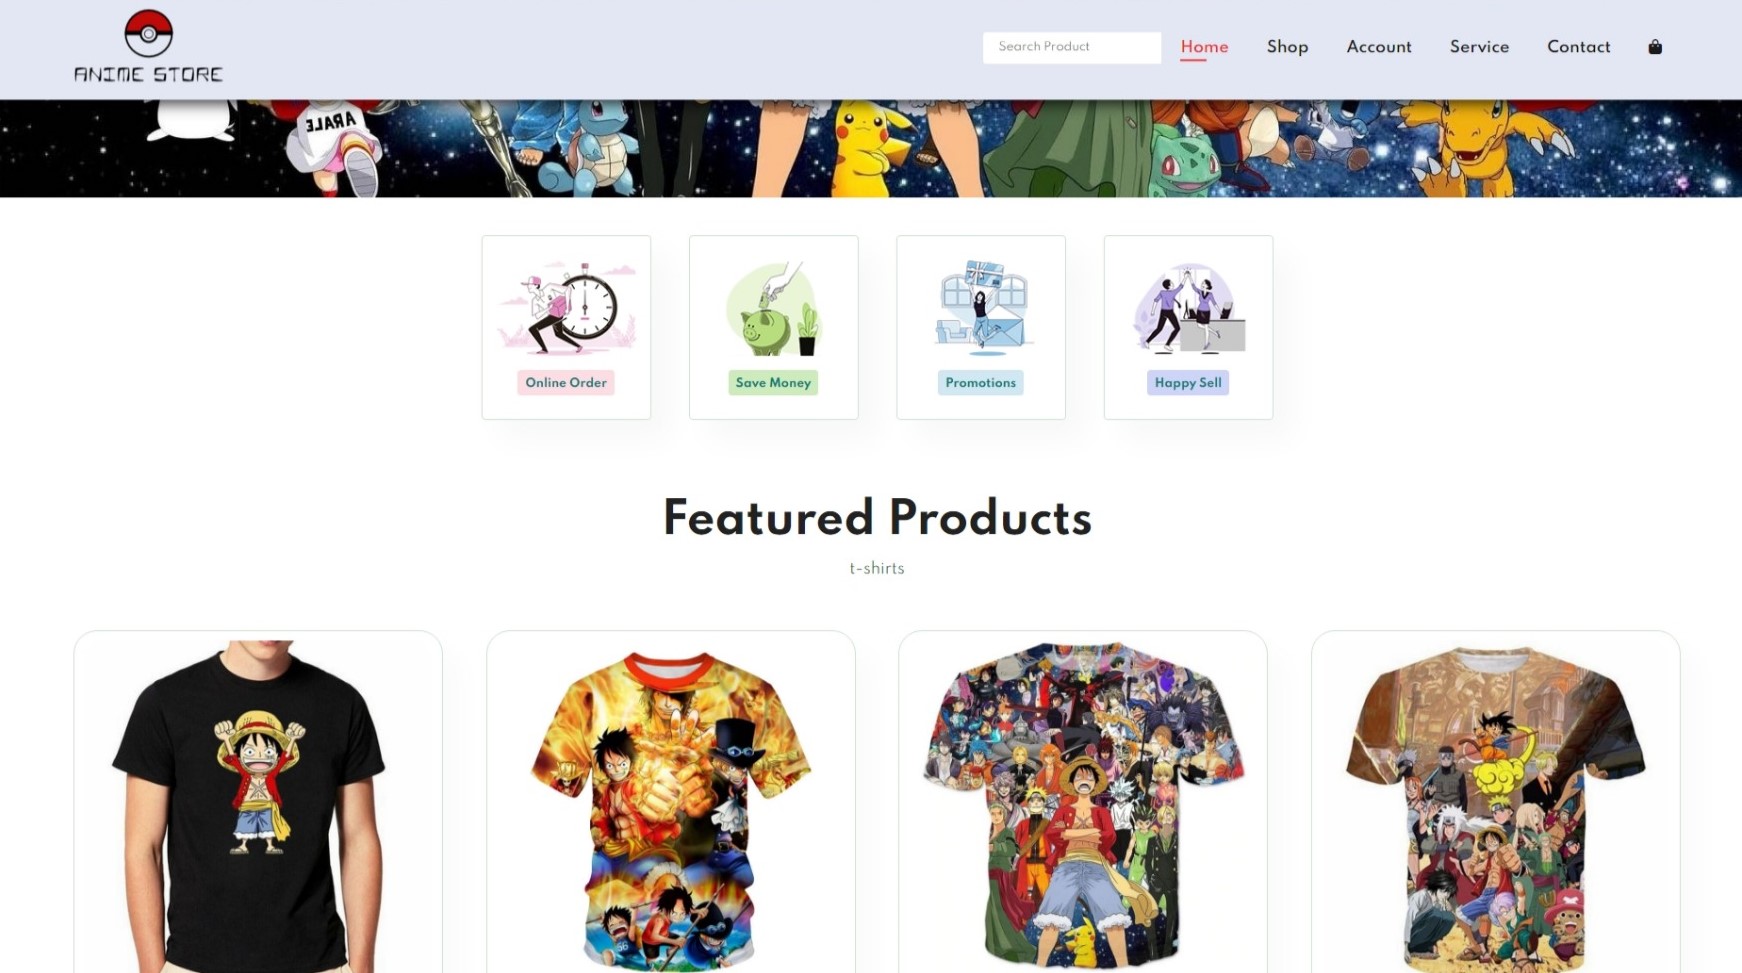 ANIME STORE
Search Product
Home
Shop
Account
Service
Contact
ARALE
Online Order
Save Money
Promotions
Happy Sell
Featured Products
t-shirts
56